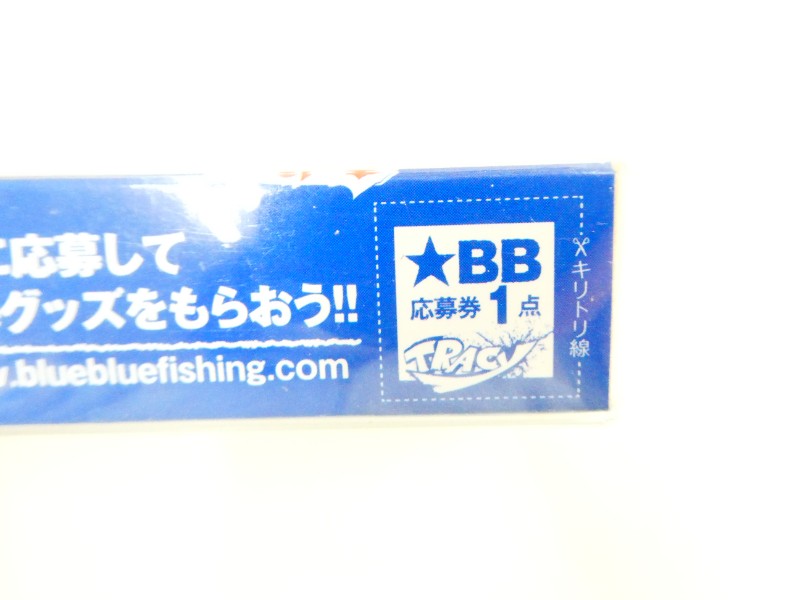 に応募して
グッズをもらおう!!
.bluebluefishing.com
★BB
応募券1点
TRACY
キリトリ線